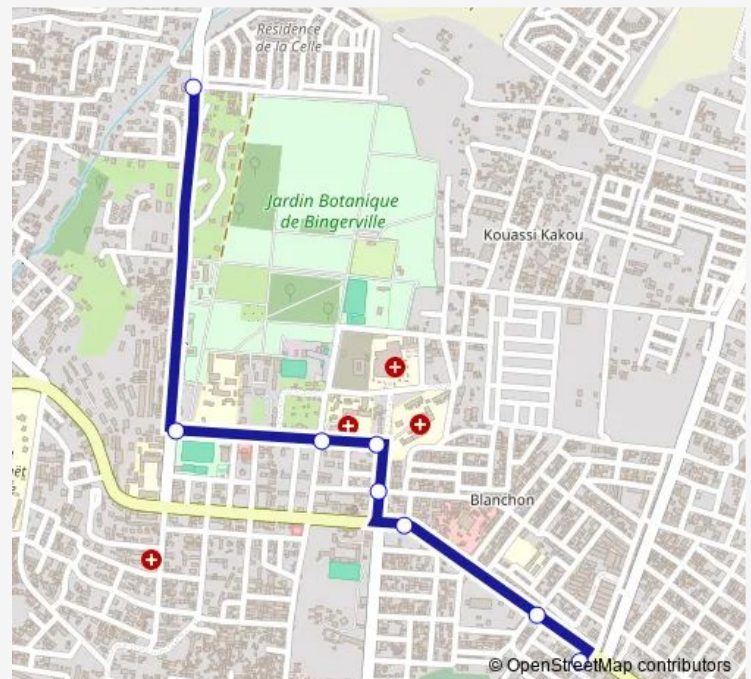 Résidence
de la Celle
Jardin Botanique
de Bingerville
Kouassi Kakou
Blanchon
© OpenStreetMap contributors